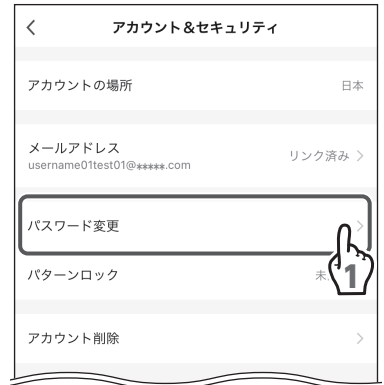 アカウント&セキュリティ
アカウントの場所
日本
メールアドレス
username01test01@*****.com
リンク済み
パスワード変更
1
パターンロック
未
アカウント削除